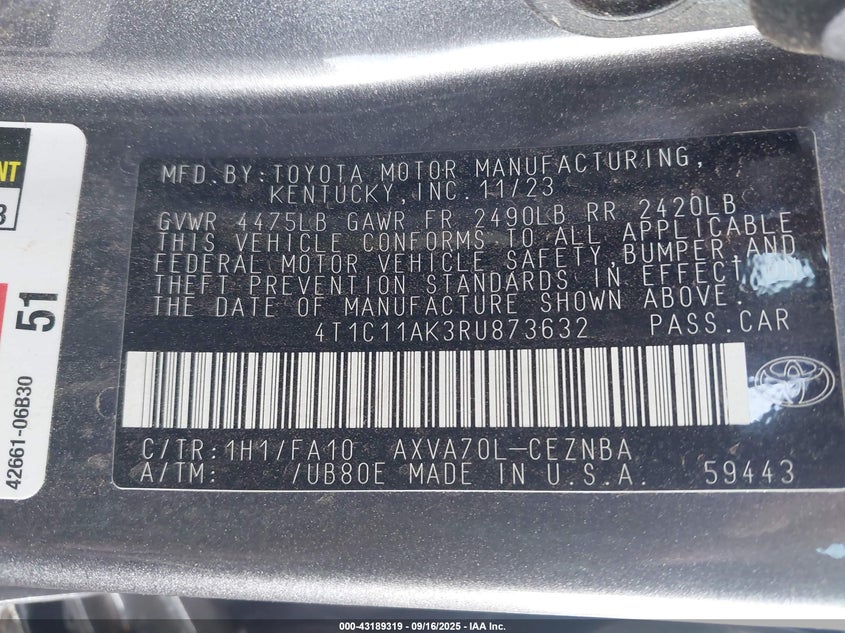 NT
3
51
42661-06B30
MFD.BY:TOYOTA MOTOR MANUFACTURING,
KENTUCKY,INC. 11/23
GVWR 4475LB GAWR FR 2490LB RR 2420LB
THIS VEHICLE CONFORMS TO ALL APPLICABLE
FEDERAL MOTOR VEHICLE SAFETY,BUMPER,AND
THEFT PREVENTION STANDARDS IN EFFECT ON
THE DATE OF MANUFACTURE SHOWN ABOVE.
4T1C11AK3RU873632 PASS.CAR
C/TR:1H1/FA10 AXVA70L-CEZNBA
A/TM: /UB80E MADE IN U.S.A. 59443
000-43189319 - 09/16/2025 - IAA Inc.